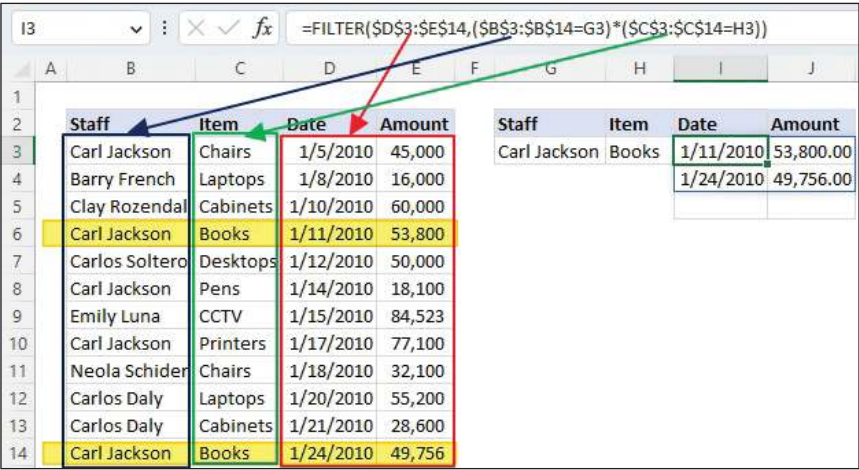 I3 fx =FILTER($D$3:$E$14,($B$3:$B$14=G3)*($C$3:$C$14=H3))
A B C D E F G H I J
1
2 Staff Item Date Amount Staff Item Date Amount
3 Carl Jackson Chairs 1/5/2010 45,000 Carl Jackson Books 1/11/2010 53,800.00
4 Barry French Laptops 1/8/2010 16,000 1/24/2010 49,756.00
5 Clay Rozendal Cabinets 1/10/2010 60,000
6 Carl Jackson Books 1/11/2010 53,800
7 Carlos Soltero Desktops 1/12/2010 50,000
8 Carl Jackson Pens 1/14/2010 18,100
9 Emily Luna CCTV 1/15/2010 84,523
10 Carl Jackson Printers 1/17/2010 77,100
11 Neola Schider Chairs 1/18/2010 32,100
12 Carlos Daly Laptops 1/20/2010 55,200
13 Carlos Daly Cabinets 1/21/2010 28,600
14 Carl Jackson Books 1/24/2010 49,756